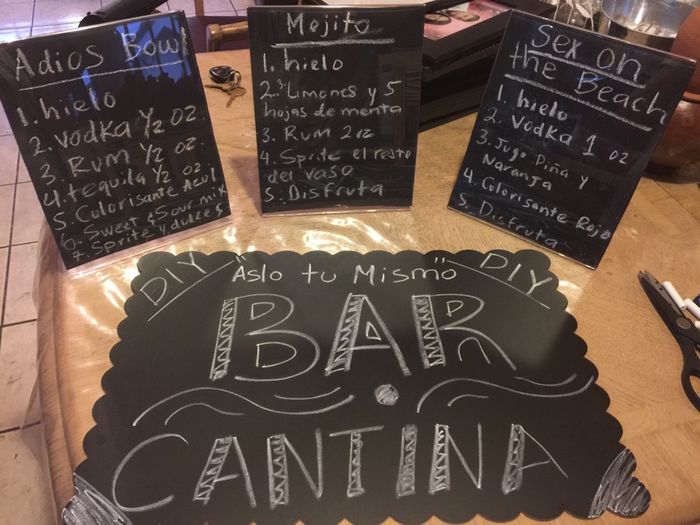 Adios Bowl
1. hielo
2. Vodka 1/2 oz.
3. Rum 1/2 oz.
4. tequila 1/2 oz.
5. Colorisante Azul
6. Sweet & Sour mix
7. Sprite y dulces
Mojito
1. hielo
2. 3 Limones y 5
hojas de menta
3. Rum 2oz
4. Sprite el resto
del vaso
5. Disfruta
Sex on
the Beach
1. hielo
2. Vodka 1 oz
3. Jugo Piña y
Naranja
4. Colorisante Rojo
5. Disfruta
DIY "Aslo tu Mismo" DIY
BAR
CANTINA